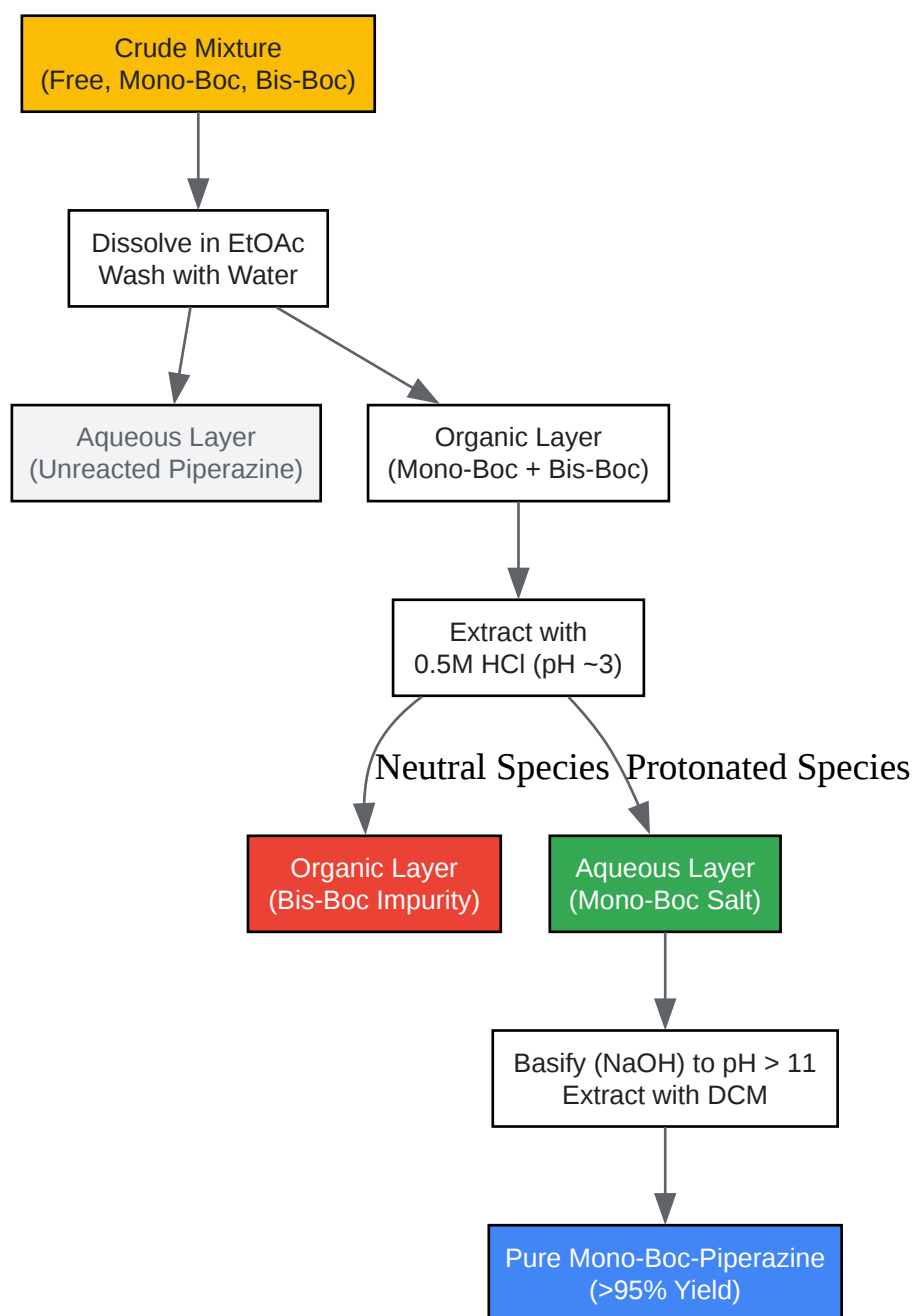 Crude Mixture
(Free, Mono-Boc, Bis-Boc)
Dissolve in EtOAc
Wash with Water
Aqueous Layer
(Unreacted Piperazine)
Organic Layer
(Mono-Boc + Bis-Boc)
Extract with
0.5M HCl (pH ~3)
Neutral Species
Protonated Species
Organic Layer
(Bis-Boc Impurity)
Aqueous Layer
(Mono-Boc Salt)
Basify (NaOH) to pH > 11
Extract with DCM
Pure Mono-Boc-Piperazine
(>95% Yield)